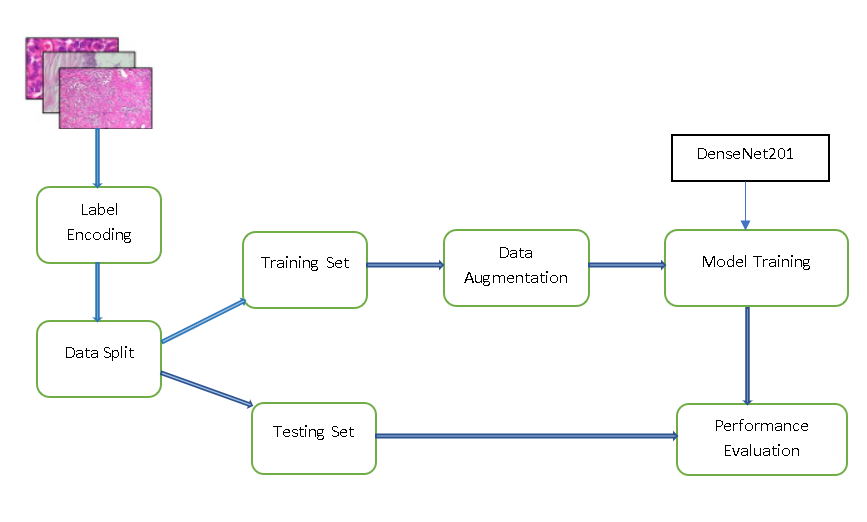 DenseNet201
Label
Encoding
Training Set
Data
Augmentation
Model Training
Data Split
Testing Set
Performance
Evaluation